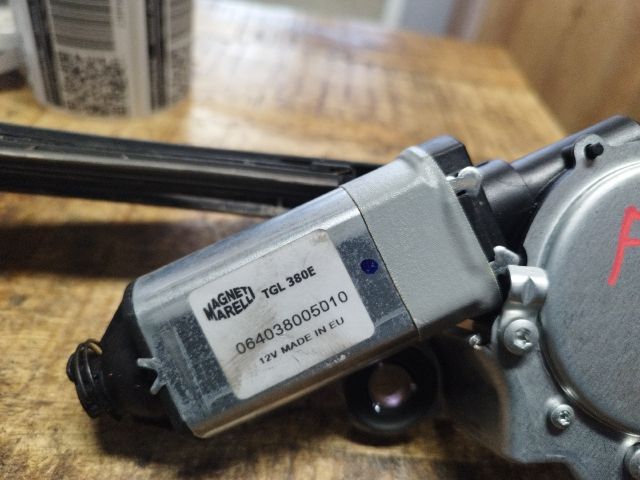 MAGNETI
MARELLI
TGL 380E
064038005010
12V MADE IN EU